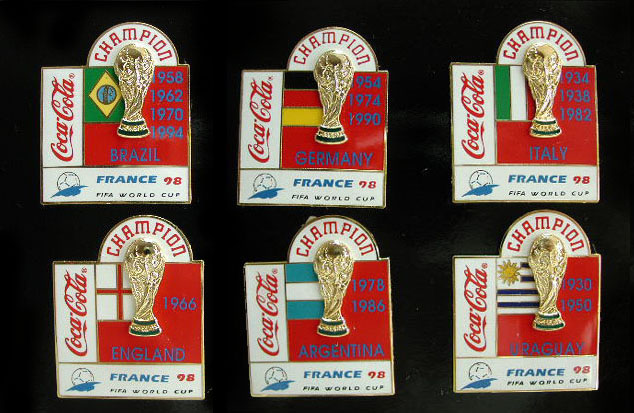 CHAMPION
Coca-Cola®
1958
1962
1970
1994
BRAZIL
FRANCE 98
FIFA WORLD CUP
CHAMPION
Coca-Cola®
1954
1974
1990
GERMANY
FRANCE 98
FIFA WORLD CUP
CHAMPION
Coca-Cola®
1934
1938
1982
ITALY
FRANCE 98
FIFA WORLD CUP
CHAMPION
Coca-Cola®
1966
ENGLAND
FRANCE 98
FIFA WORLD CUP
CHAMPION
Coca-Cola®
1978
1986
ARGENTINA
FRANCE 98
FIFA WORLD CUP
CHAMPION
Coca-Cola®
1930
1950
URAGUAY
FRANCE 98
FIFA WORLD CUP